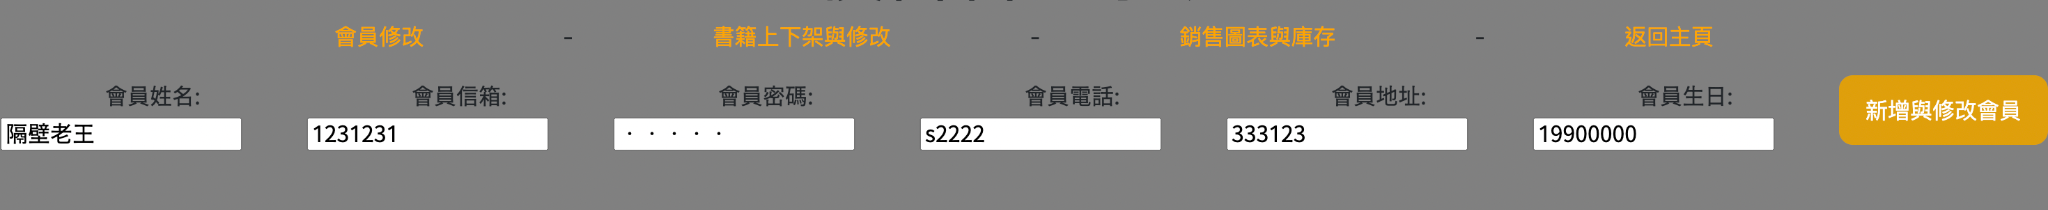 會員修改 - 書籍上下架與修改 - 銷售圖表與庫存 - 返回主頁
會員姓名: 會員信箱: 會員密碼: 會員電話: 會員地址: 會員生日:
新增與修改會員
隔壁老王 1231231 ····· s2222 333123 19900000